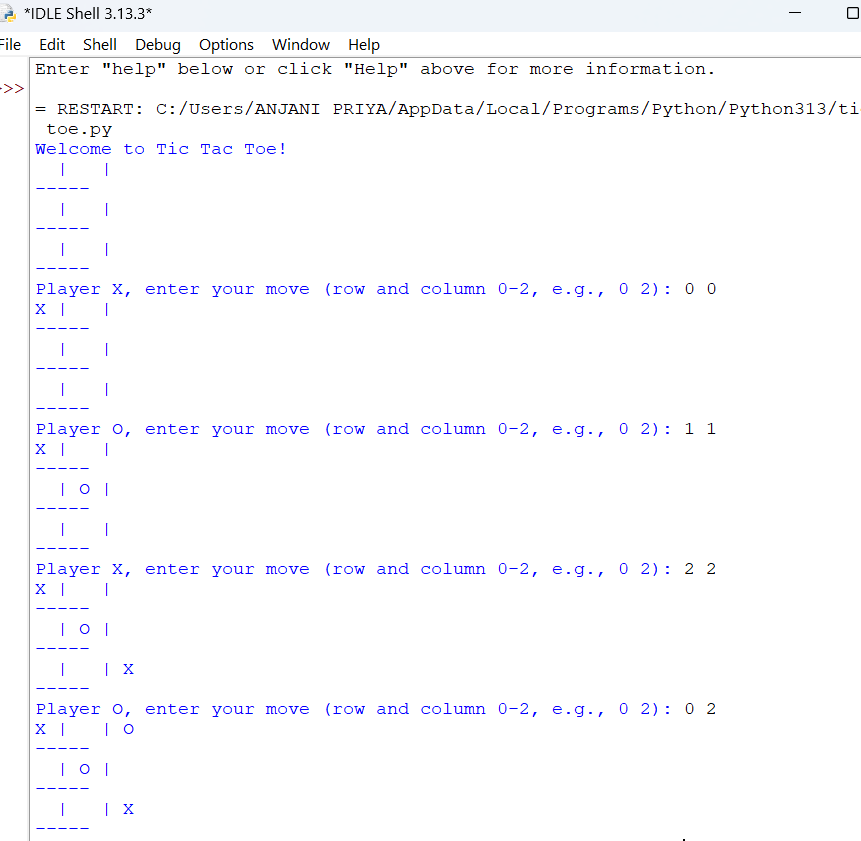 *IDLE Shell 3.13.3*
File Edit Shell Debug Options Window Help
Enter "help" below or click "Help" above for more information.
>>>
= RESTART: C:/Users/ANJANI PRIYA/AppData/Local/Programs/Python/Python313/tic
 toe.py
Welcome to Tic Tac Toe!
  |   |
-----
  |   |
-----
  |   |
-----
Player X, enter your move (row and column 0-2, e.g., 0 2): 0 0
X |   |
-----
  |   |
-----
  |   |
-----
Player O, enter your move (row and column 0-2, e.g., 0 2): 1 1
X |   |
-----
  | O |
-----
  |   |
-----
Player X, enter your move (row and column 0-2, e.g., 0 2): 2 2
X |   |
-----
  | O |
-----
  |   | X
-----
Player O, enter your move (row and column 0-2, e.g., 0 2): 0 2
X |   | O
-----
  | O |
-----
  |   | X
-----